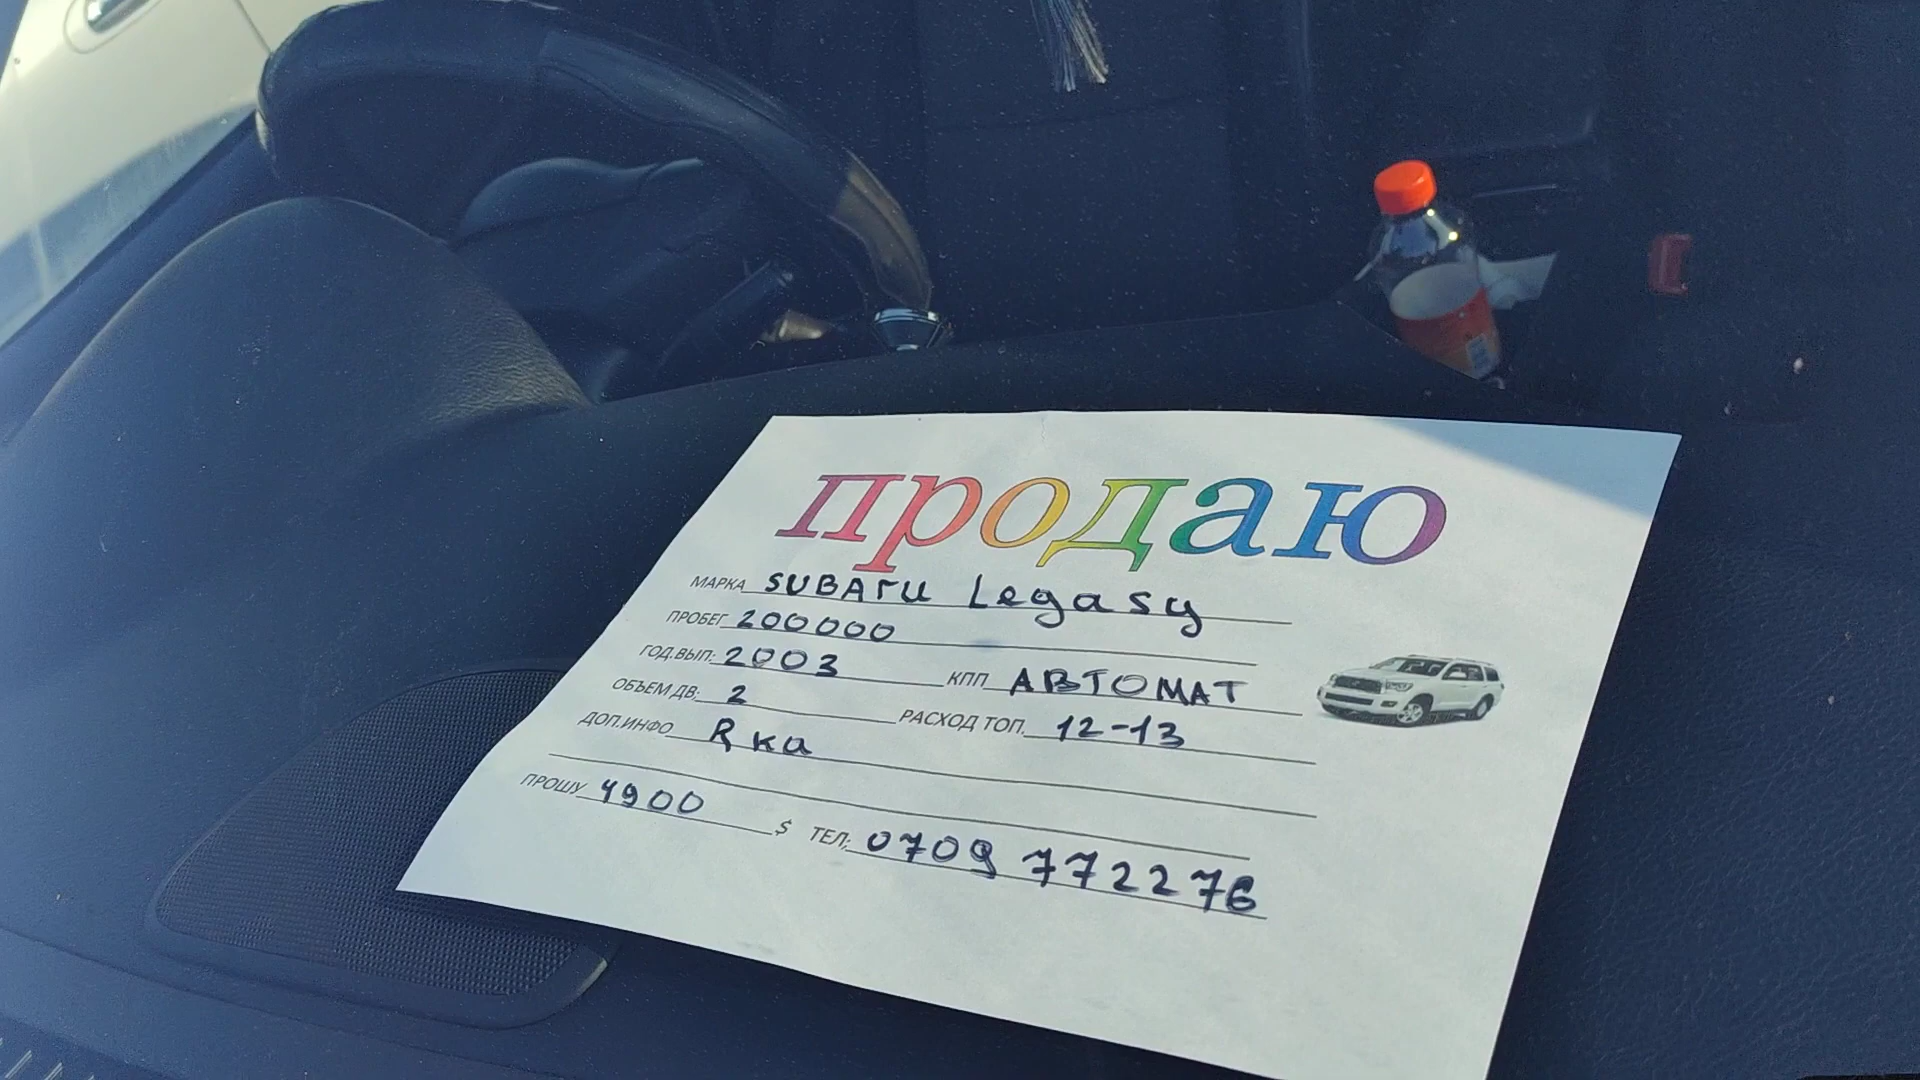 продаю
МАРКА SUBAru Legasy
ПРОБЕГ 200000
ГОД.ВЫП: 2003 КПП АВТОМАТ
ОБЪЕМ ДВ: 2 РАСХОД ТОП. 12-13
ДОП.ИНФО Rка
ПРОШУ 4900 $ ТЕЛ: 0709 772276